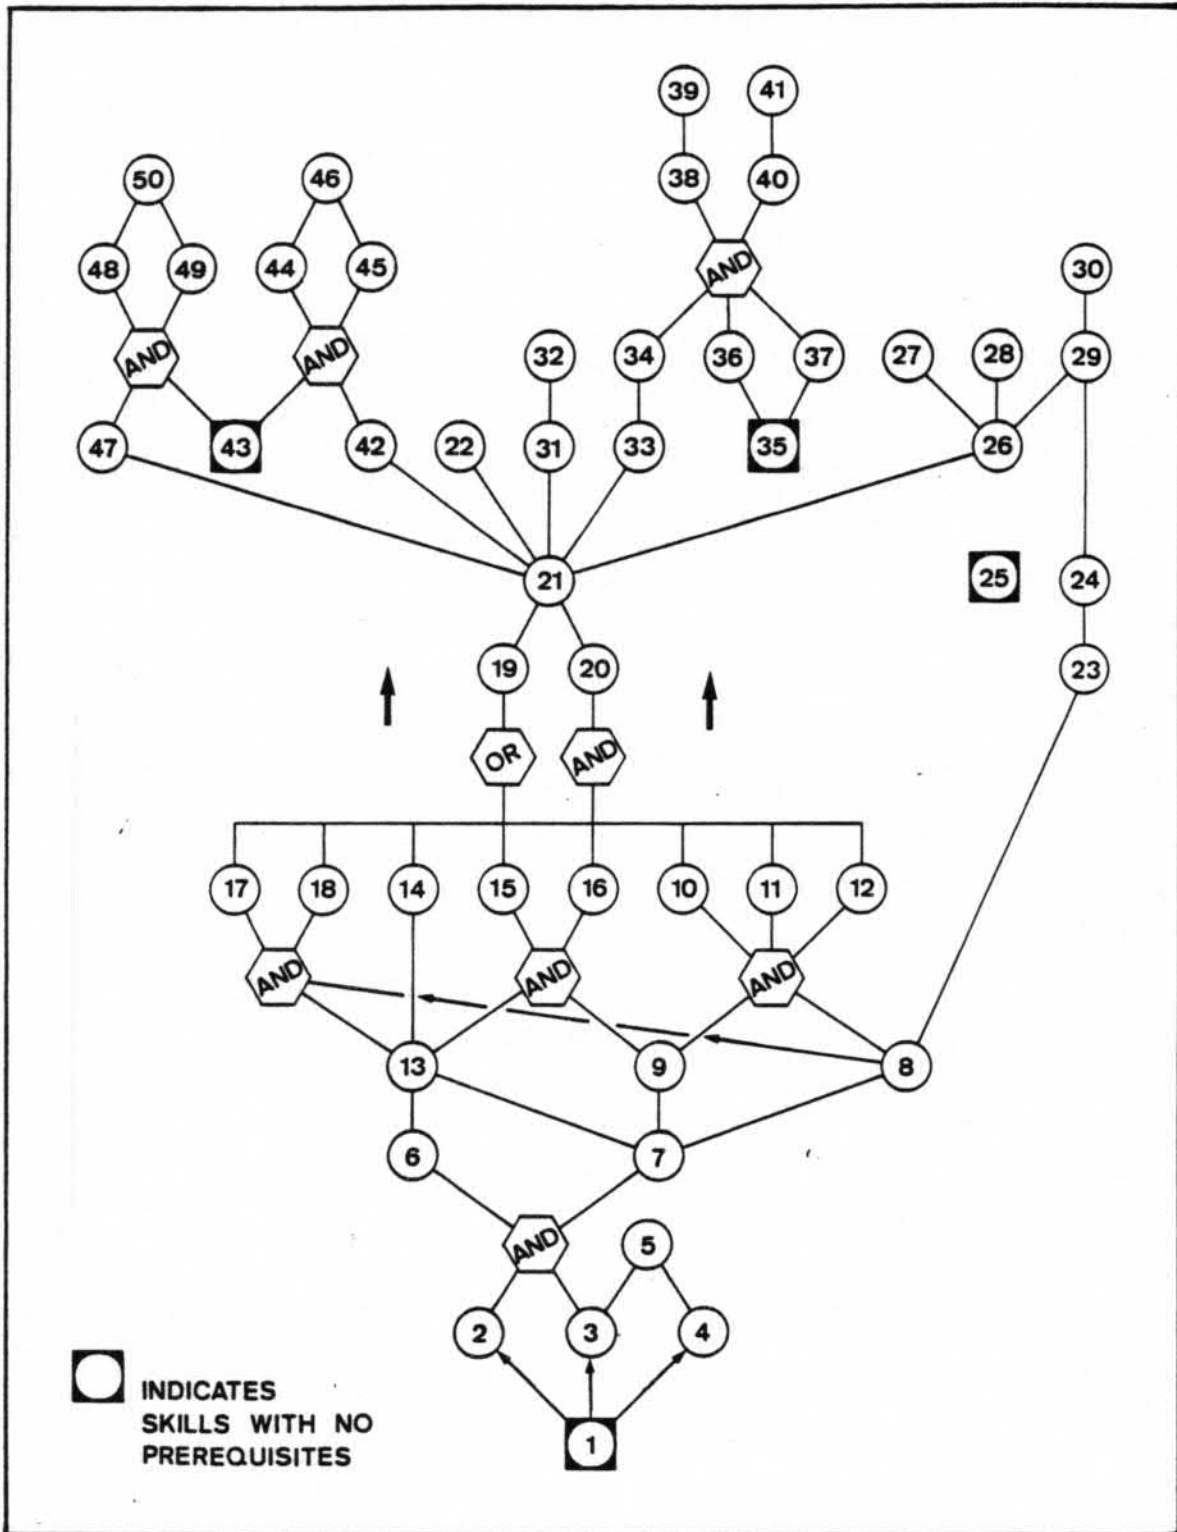 39 41
50 46 38 40
48 49 44 45 AND 30
AND AND 32 34 36 37 27 28 29
47 43 42 22 31 33 35 26
21 25 24
19 20 23
OR AND
17 18 14 15 16 10 11 12
AND AND AND
13 9 8
6 7
AND 5
2 3 4
INDICATES
SKILLS WITH NO
PREREQUISITES
1